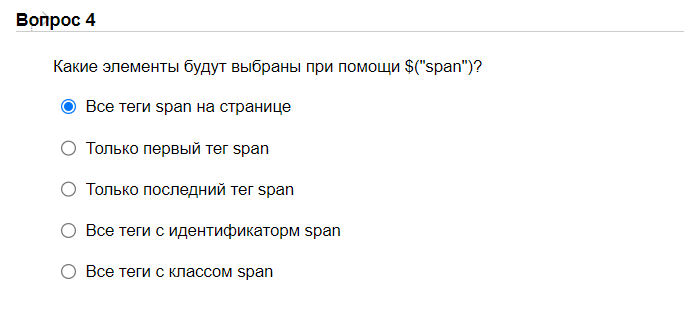 Вопрос 4
Какие элементы будут выбраны при помощи $("span")?
Все теги span на странице
Только первый тег span
Только последний тег span
Все теги с идентификаторм span
Все теги с классом span